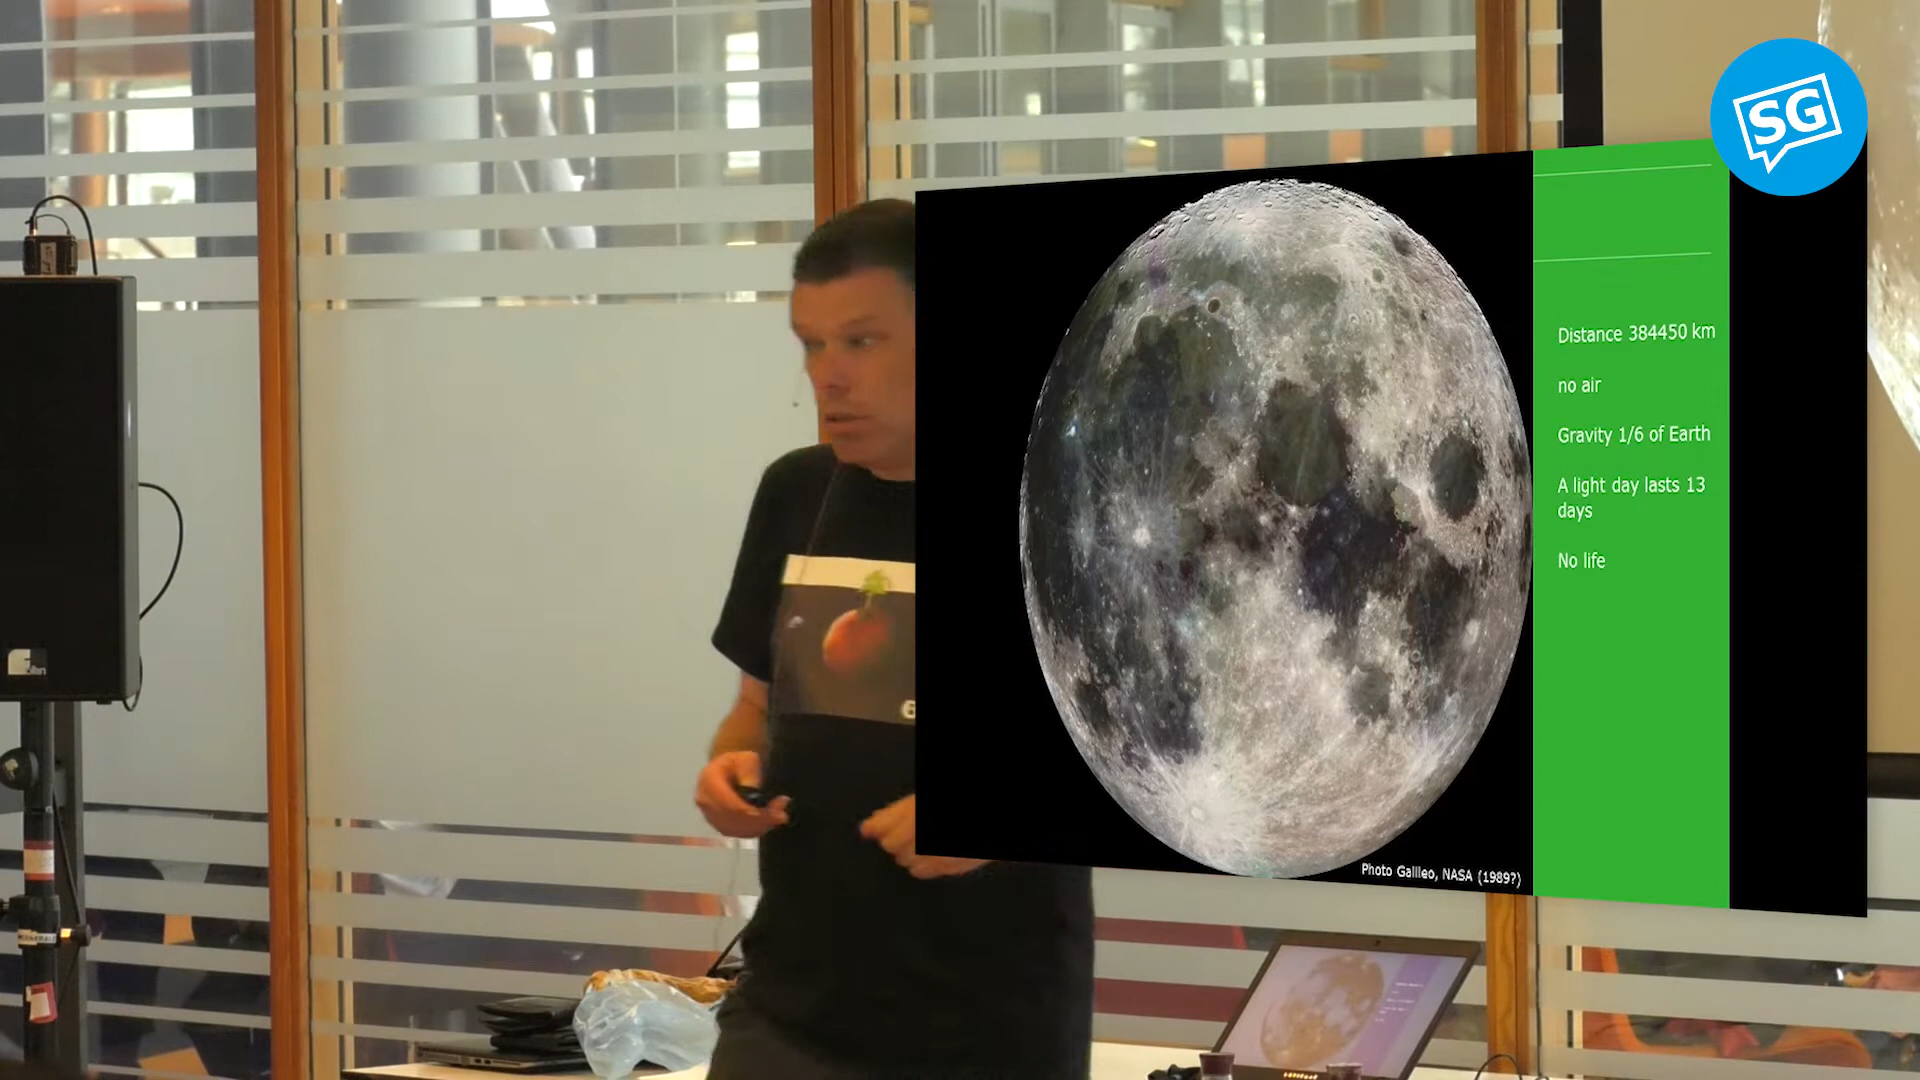 SG
Distance 384450 km
no air
Gravity 1/6 of Earth
A light day lasts 13
days
No life
Photo Galileo, NASA (1989?)